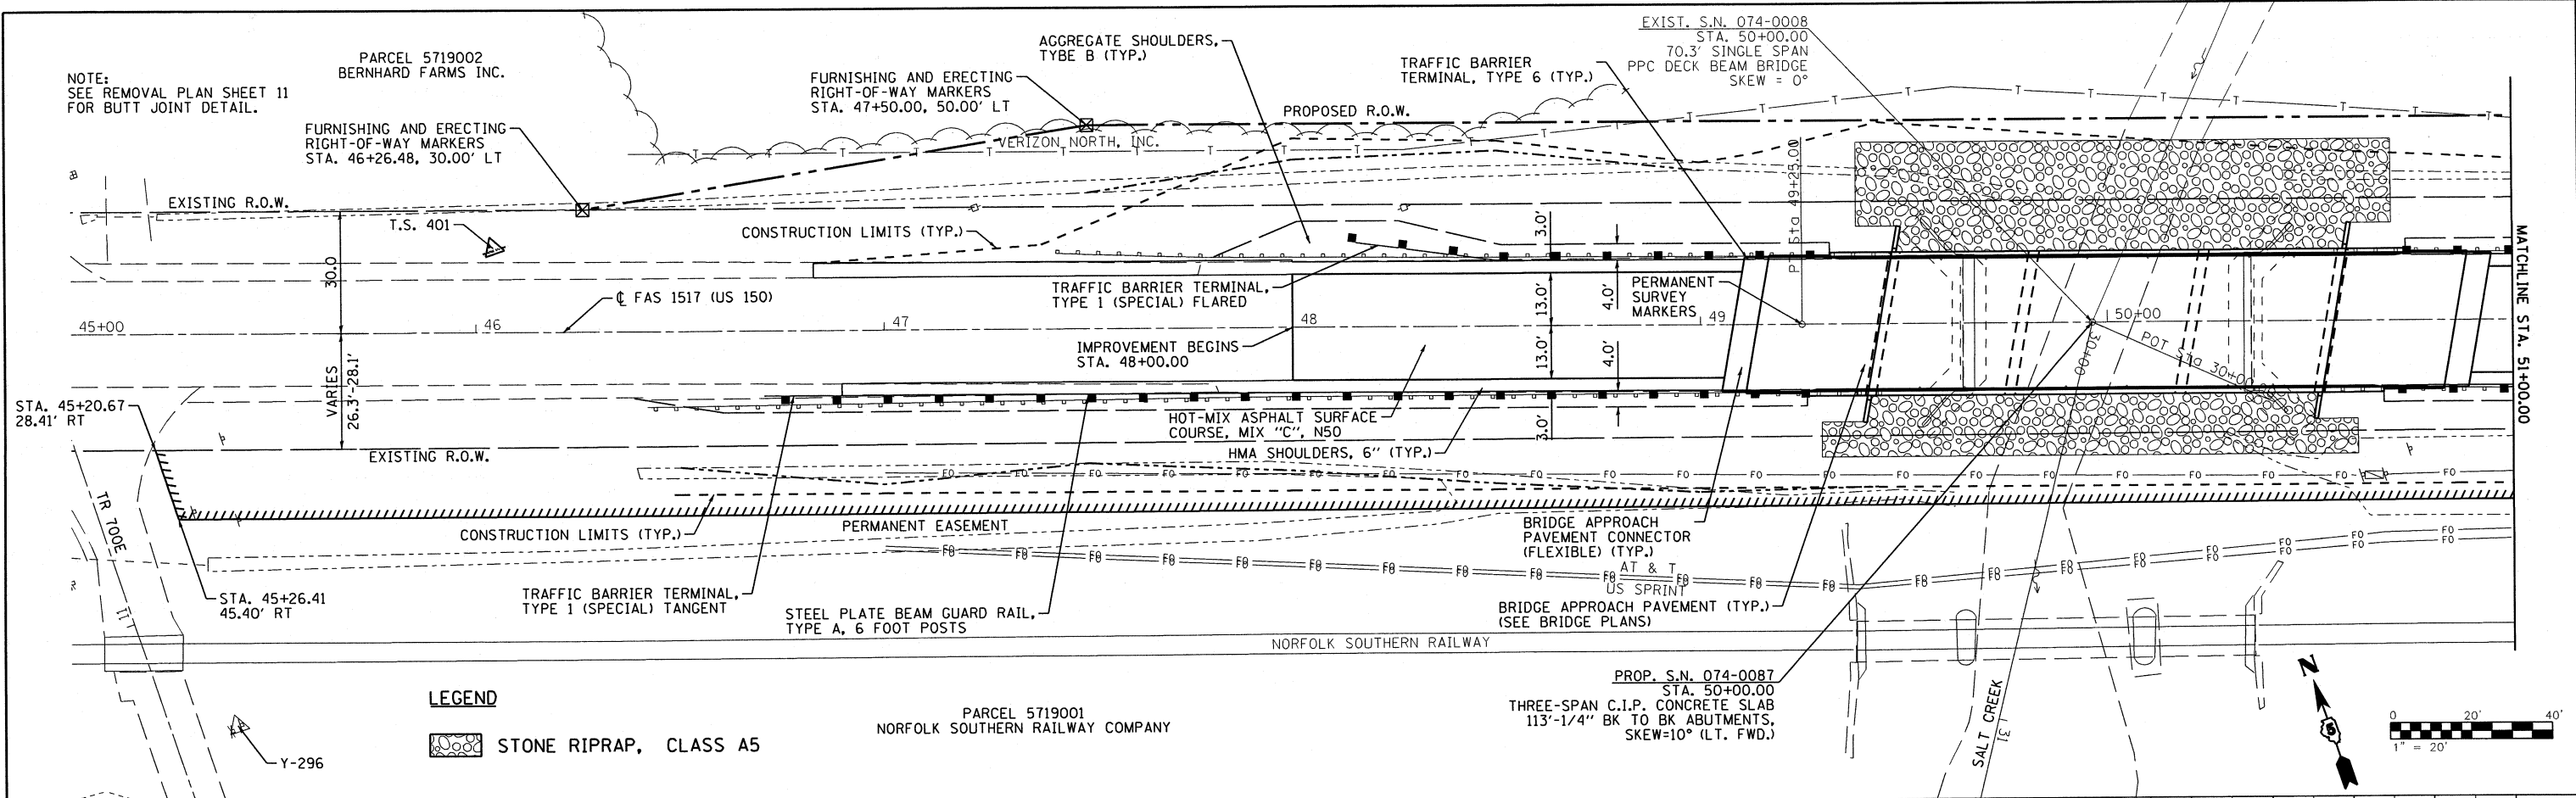 NOTE:
SEE REMOVAL PLAN SHEET 11
FOR BUTT JOINT DETAIL.
PARCEL 5719002
BERNHARD FARMS INC.
FURNISHING AND ERECTING
RIGHT-OF-WAY MARKERS
STA. 46+26.48, 30.00' LT
FURNISHING AND ERECTING
RIGHT-OF-WAY MARKERS
STA. 47+50.00, 50.00' LT
AGGREGATE SHOULDERS,
TYBE B (TYP.)
TRAFFIC BARRIER
TERMINAL, TYPE 6 (TYP.)
EXIST. S.N. 074-0008
STA. 50+00.00
70.3' SINGLE SPAN
PPC DECK BEAM BRIDGE
SKEW = 0°
PROPOSED R.O.W.
VERIZON NORTH, INC.
EXISTING R.O.W.
T.S. 401
CONSTRUCTION LIMITS (TYP.)
30.0
℄ FAS 1517 (US 150)
TRAFFIC BARRIER TERMINAL,
TYPE 1 (SPECIAL) FLARED
3.0'
13.0'
4.0'
PERMANENT
SURVEY
MARKERS
45+00
46
47
48
49
50+00
30+00
POT Sta 30+00.00
MATCHLINE STA. 51+00.00
IMPROVEMENT BEGINS
STA. 48+00.00
13.0'
4.0'
3.0'
VARIES
26.3'-28.1'
STA. 45+20.67
28.41' RT
EXISTING R.O.W.
HOT-MIX ASPHALT SURFACE
COURSE, MIX "C", N50
HMA SHOULDERS, 6" (TYP.)
TR 700E
CONSTRUCTION LIMITS (TYP.)
PERMANENT EASEMENT
BRIDGE APPROACH
PAVEMENT CONNECTOR
(FLEXIBLE) (TYP.)
AT & T
US SPRINT
STA. 45+26.41
45.40' RT
TRAFFIC BARRIER TERMINAL,
TYPE 1 (SPECIAL) TANGENT
STEEL PLATE BEAM GUARD RAIL,
TYPE A, 6 FOOT POSTS
BRIDGE APPROACH PAVEMENT (TYP.)
(SEE BRIDGE PLANS)
NORFOLK SOUTHERN RAILWAY
PROP. S.N. 074-0087
STA. 50+00.00
THREE-SPAN C.I.P. CONCRETE SLAB
113'-1/4" BK TO BK ABUTMENTS,
SKEW=10° (LT. FWD.)
SALT CREEK
31
LEGEND
STONE RIPRAP, CLASS A5
PARCEL 5719001
NORFOLK SOUTHERN RAILWAY COMPANY
Y-296
N
0 20' 40'
1" = 20'